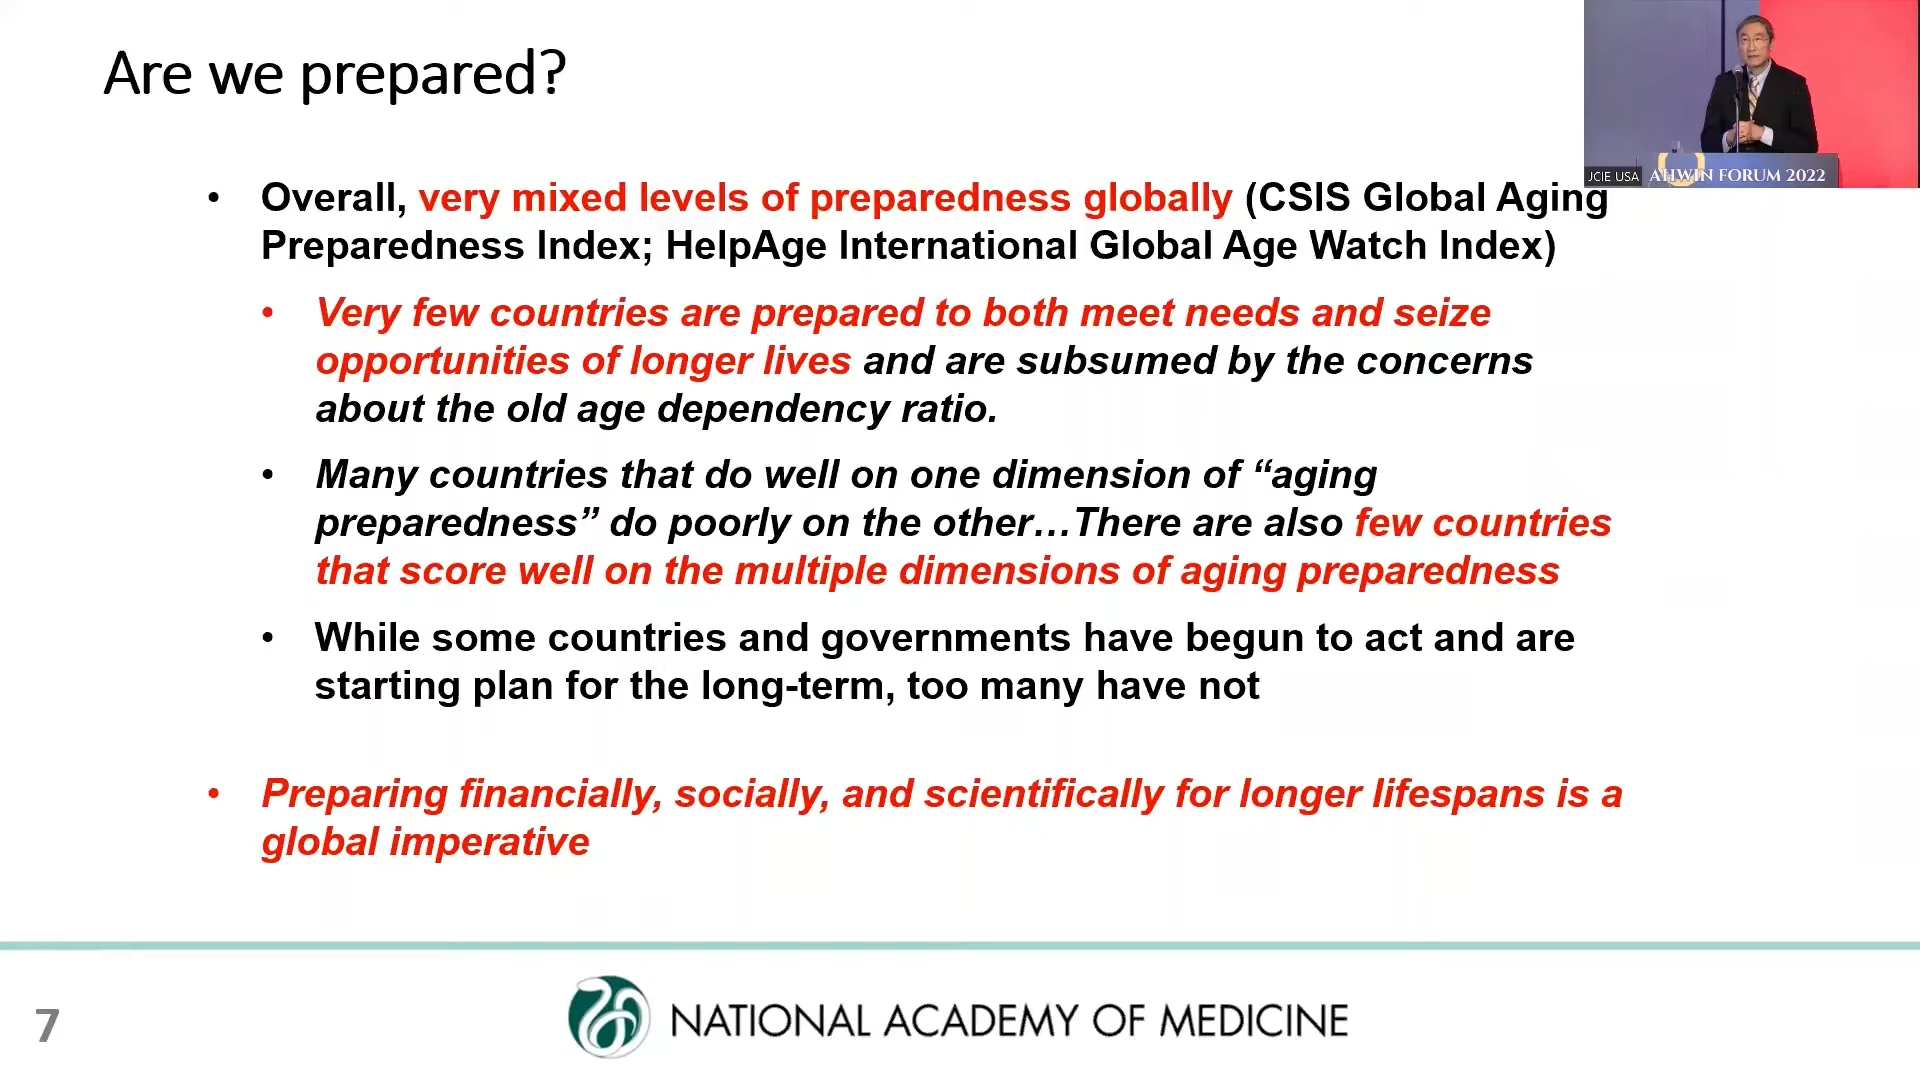 Are we prepared?
JCIE USA
AHWIN FORUM 2022
• Overall, very mixed levels of preparedness globally (CSIS Global Aging
Preparedness Index; HelpAge International Global Age Watch Index)
• Very few countries are prepared to both meet needs and seize
opportunities of longer lives and are subsumed by the concerns
about the old age dependency ratio.
• Many countries that do well on one dimension of “aging
preparedness” do poorly on the other…There are also few countries
that score well on the multiple dimensions of aging preparedness
• While some countries and governments have begun to act and are
starting plan for the long-term, too many have not
• Preparing financially, socially, and scientifically for longer lifespans is a
global imperative
7
NATIONAL ACADEMY OF MEDICINE